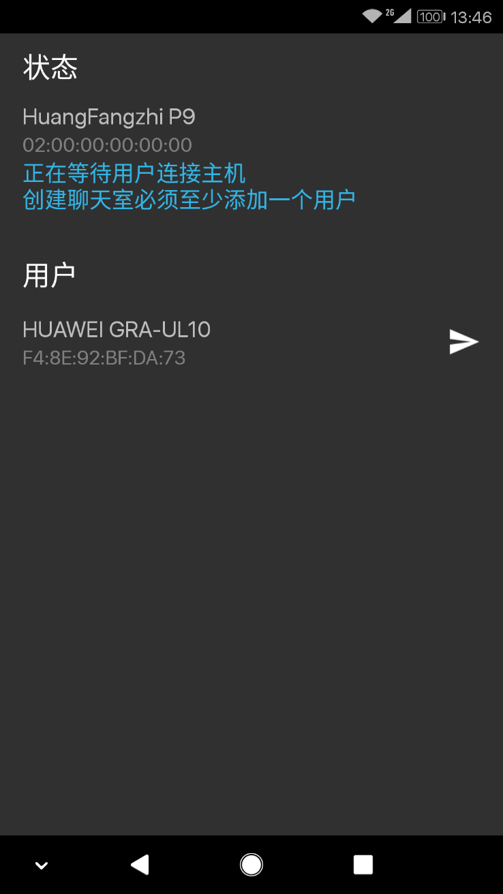 2G 100 13:46
状态
HuangFangzhi P9
02:00:00:00:00:00
正在等待用户连接主机
创建聊天室必须至少添加一个用户
用户
HUAWEI GRA-UL10
F4:8E:92:BF:DA:73